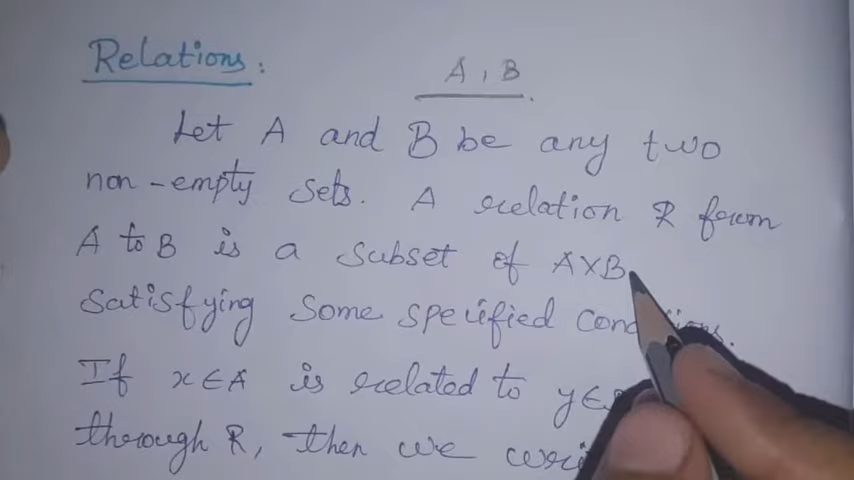 Relations:
A, B
Let A and B be any two
non-empty sets. A relation R from
A to B is a subset of A×B
satisfying some specified
If x∈A is related to y∈
through R, then we